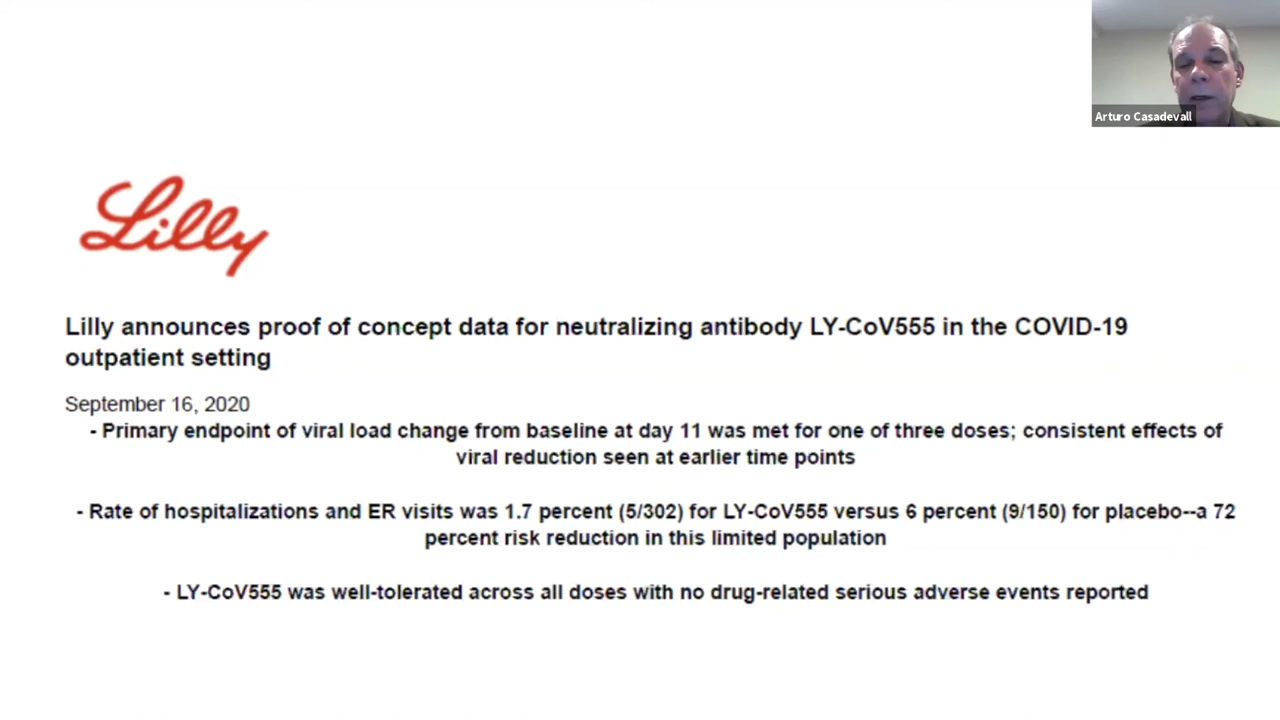 Arturo Casadevall
Lilly
Lilly announces proof of concept data for neutralizing antibody LY-CoV555 in the COVID-19
outpatient setting
September 16, 2020
- Primary endpoint of viral load change from baseline at day 11 was met for one of three doses; consistent effects of
viral reduction seen at earlier time points
- Rate of hospitalizations and ER visits was 1.7 percent (5/302) for LY-CoV555 versus 6 percent (9/150) for placebo--a 72
percent risk reduction in this limited population
- LY-CoV555 was well-tolerated across all doses with no drug-related serious adverse events reported